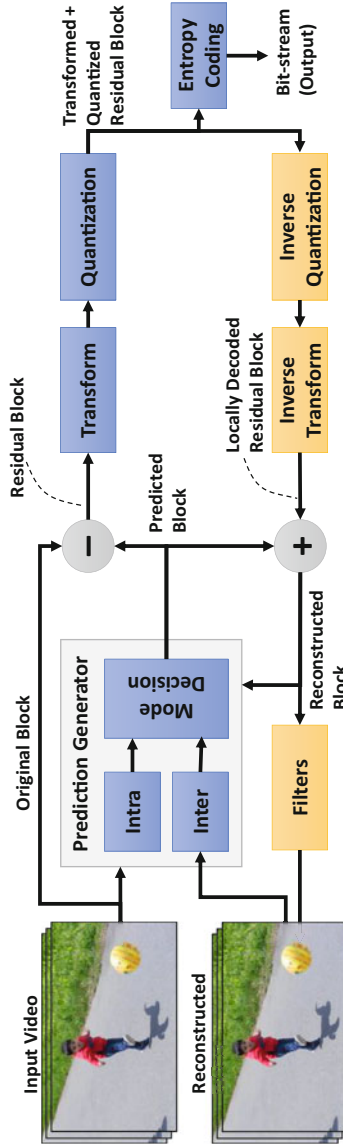 Input Video
Original Block
Prediction Generator
Intra
Inter
Mode
Decision
Predicted
Block
−
Residual Block
Transform
Quantization
Transformed +
Quantized
Residual Block
Entropy
Coding
Bit-stream
(Output)
Inverse
Quantization
Inverse
Transform
Locally Decoded
Residual Block
+
Reconstructed
Block
Filters
Reconstructed